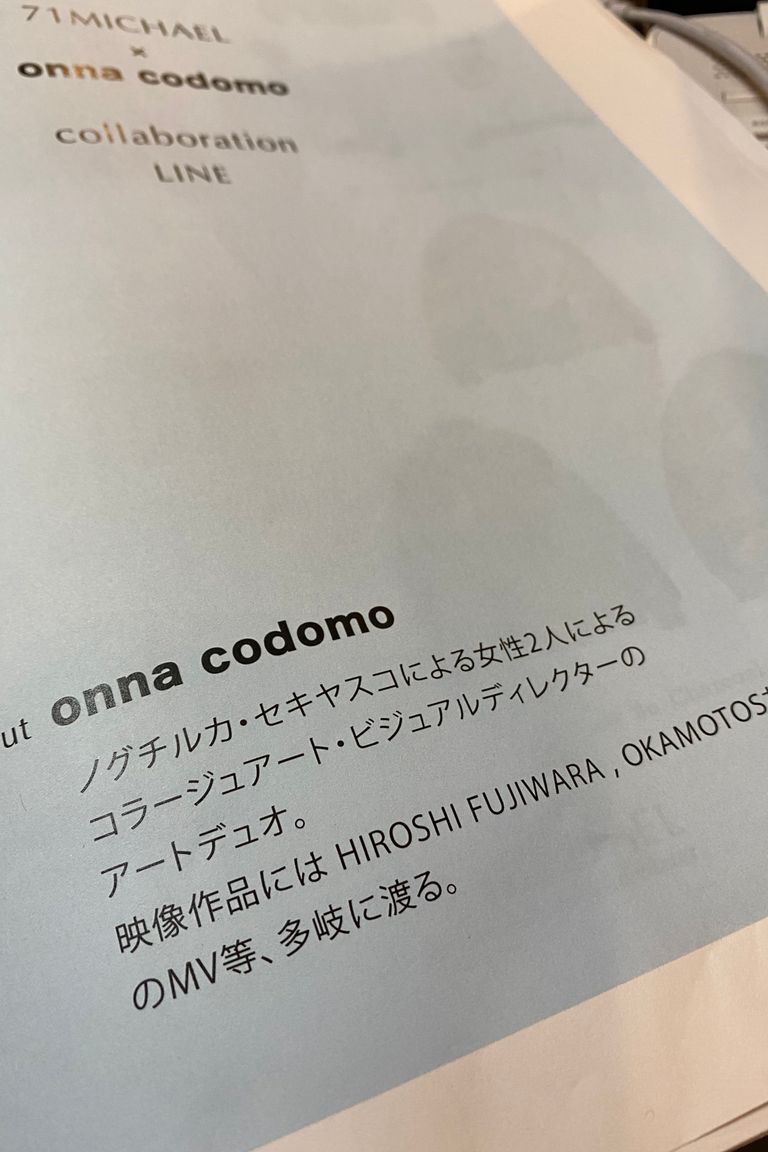 71MICHAEL
×
onna codomo
collaboration
LINE
ut onna codomo
ノグチルカ・セキヤスコによる女性2人による
コラージュアート・ビジュアルディレクターの
アートデュオ。
映像作品には HIROSHI FUJIWARA , OKAMOTOS
のMV等、多岐に渡る。